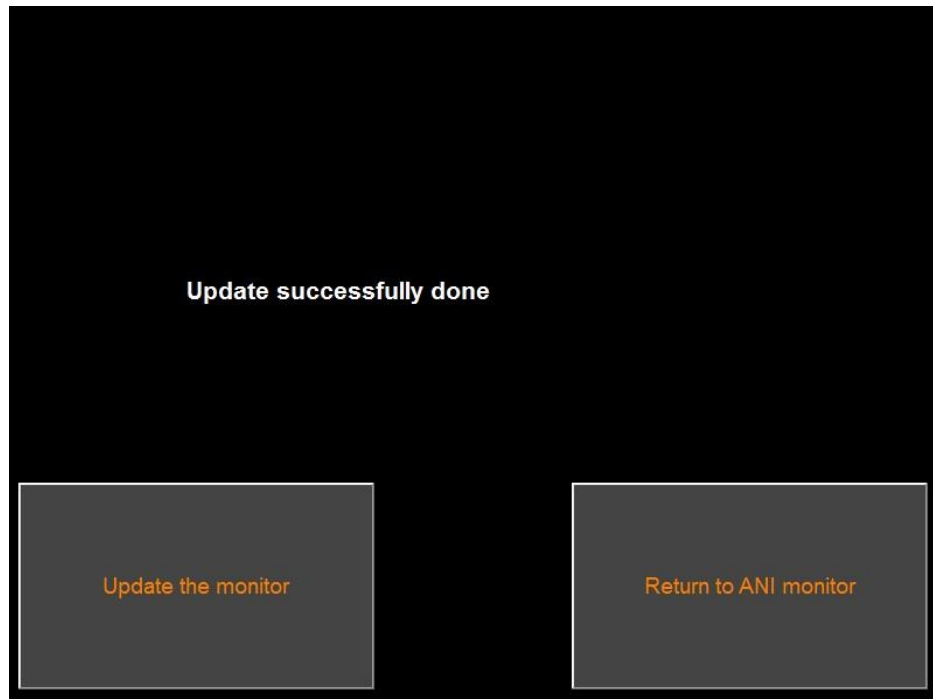 Update successfully done
Update the monitor
Return to ANI monitor